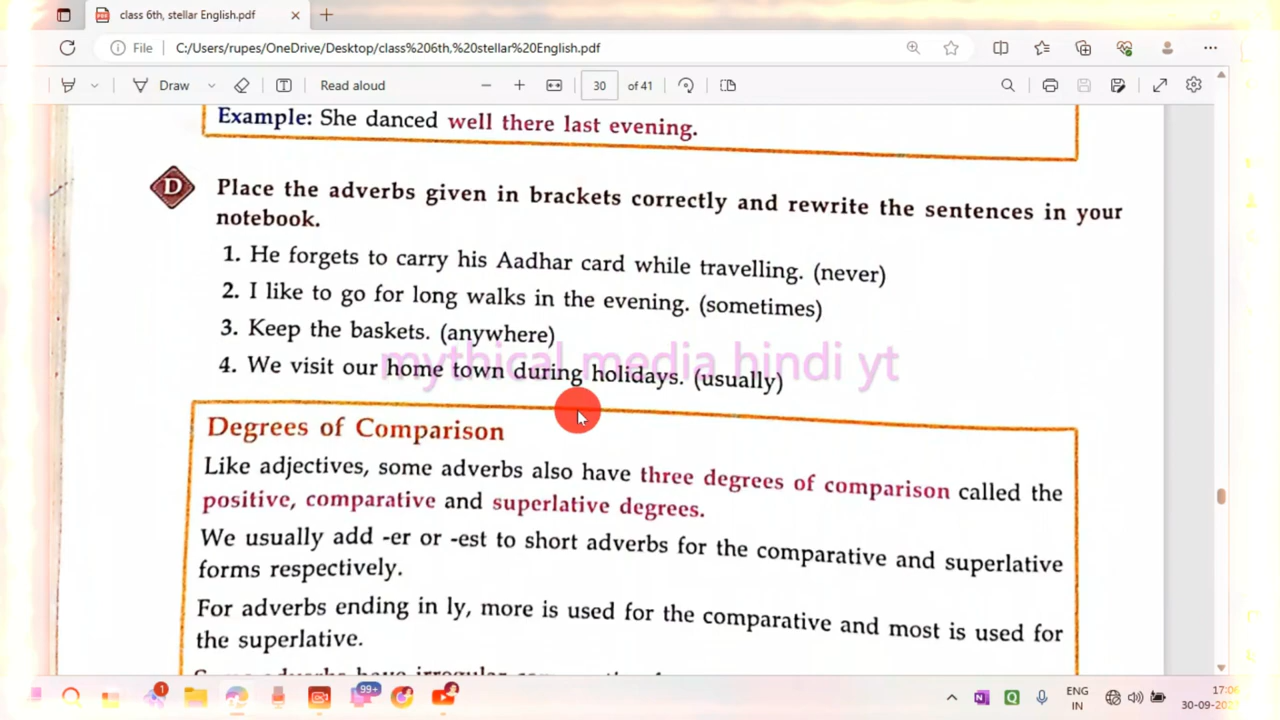 class 6th, stellar English.pdf
File
C:/Users/rupes/OneDrive/Desktop/class%206th,%20stellar%20English.pdf
Draw
Read aloud
30
of 41
Example: She danced well there last evening.
D
Place the adverbs given in brackets correctly and rewrite the sentences in your
notebook.
1. He forgets to carry his Aadhar card while travelling. (never)
2. I like to go for long walks in the evening. (sometimes)
3. Keep the baskets. (anywhere)
mythical media hindi yt
4. We visit our home town during holidays. (usually)
Degrees of Comparison
Like adjectives, some adverbs also have three degrees of comparison called the
positive, comparative and superlative degrees.
We usually add -er or -est to short adverbs for the comparative and superlative
forms respectively.
For adverbs ending in ly, more is used for the comparative and most is used for
the superlative.
1
99+
ENG
IN
17:06
30-09-